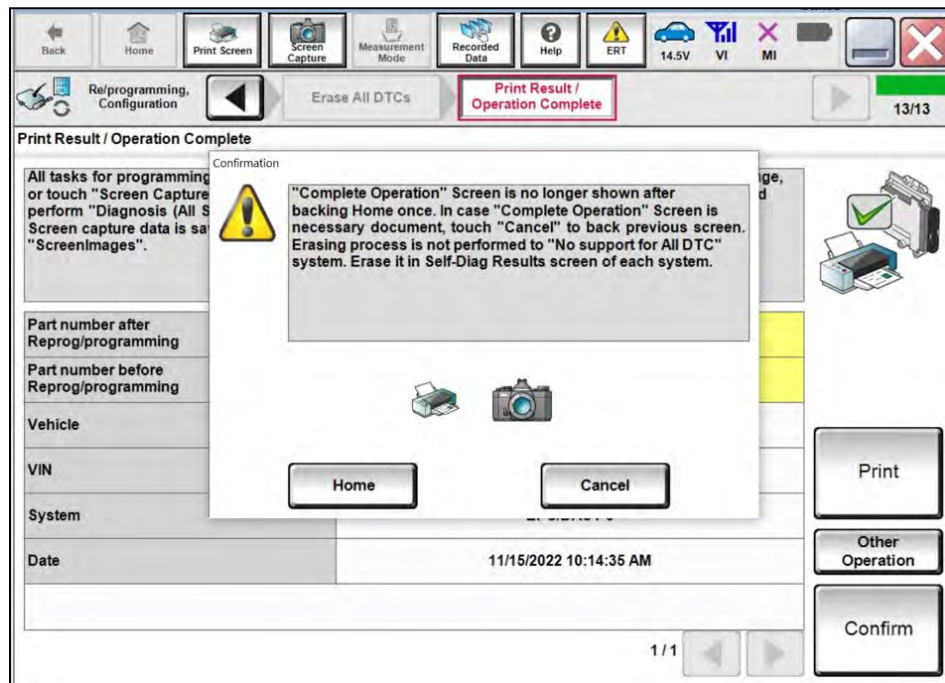 Back
Home
Print Screen
Screen
Capture
Measurement
Mode
Recorded
Data
Help
ERT
14.5V
VI
MI
Re/programming,
Configuration
Erase All DTCs
Print Result /
Operation Complete
13/13
Print Result / Operation Complete
All tasks for programming
or touch "Screen Capture
perform "Diagnosis (All S
Screen capture data is sa
"ScreenImages".
Confirmation
"Complete Operation" Screen is no longer shown after
backing Home once. In case "Complete Operation" Screen is
necessary document, touch "Cancel" to back previous screen.
Erasing process is not performed to "No support for All DTC"
system. Erase it in Self-Diag Results screen of each system.
Home
Cancel
Part number after
Reprog/programming
Part number before
Reprog/programming
Vehicle
VIN
System
Date
11/15/2022 10:14:35 AM
1/1
Print
Other
Operation
Confirm